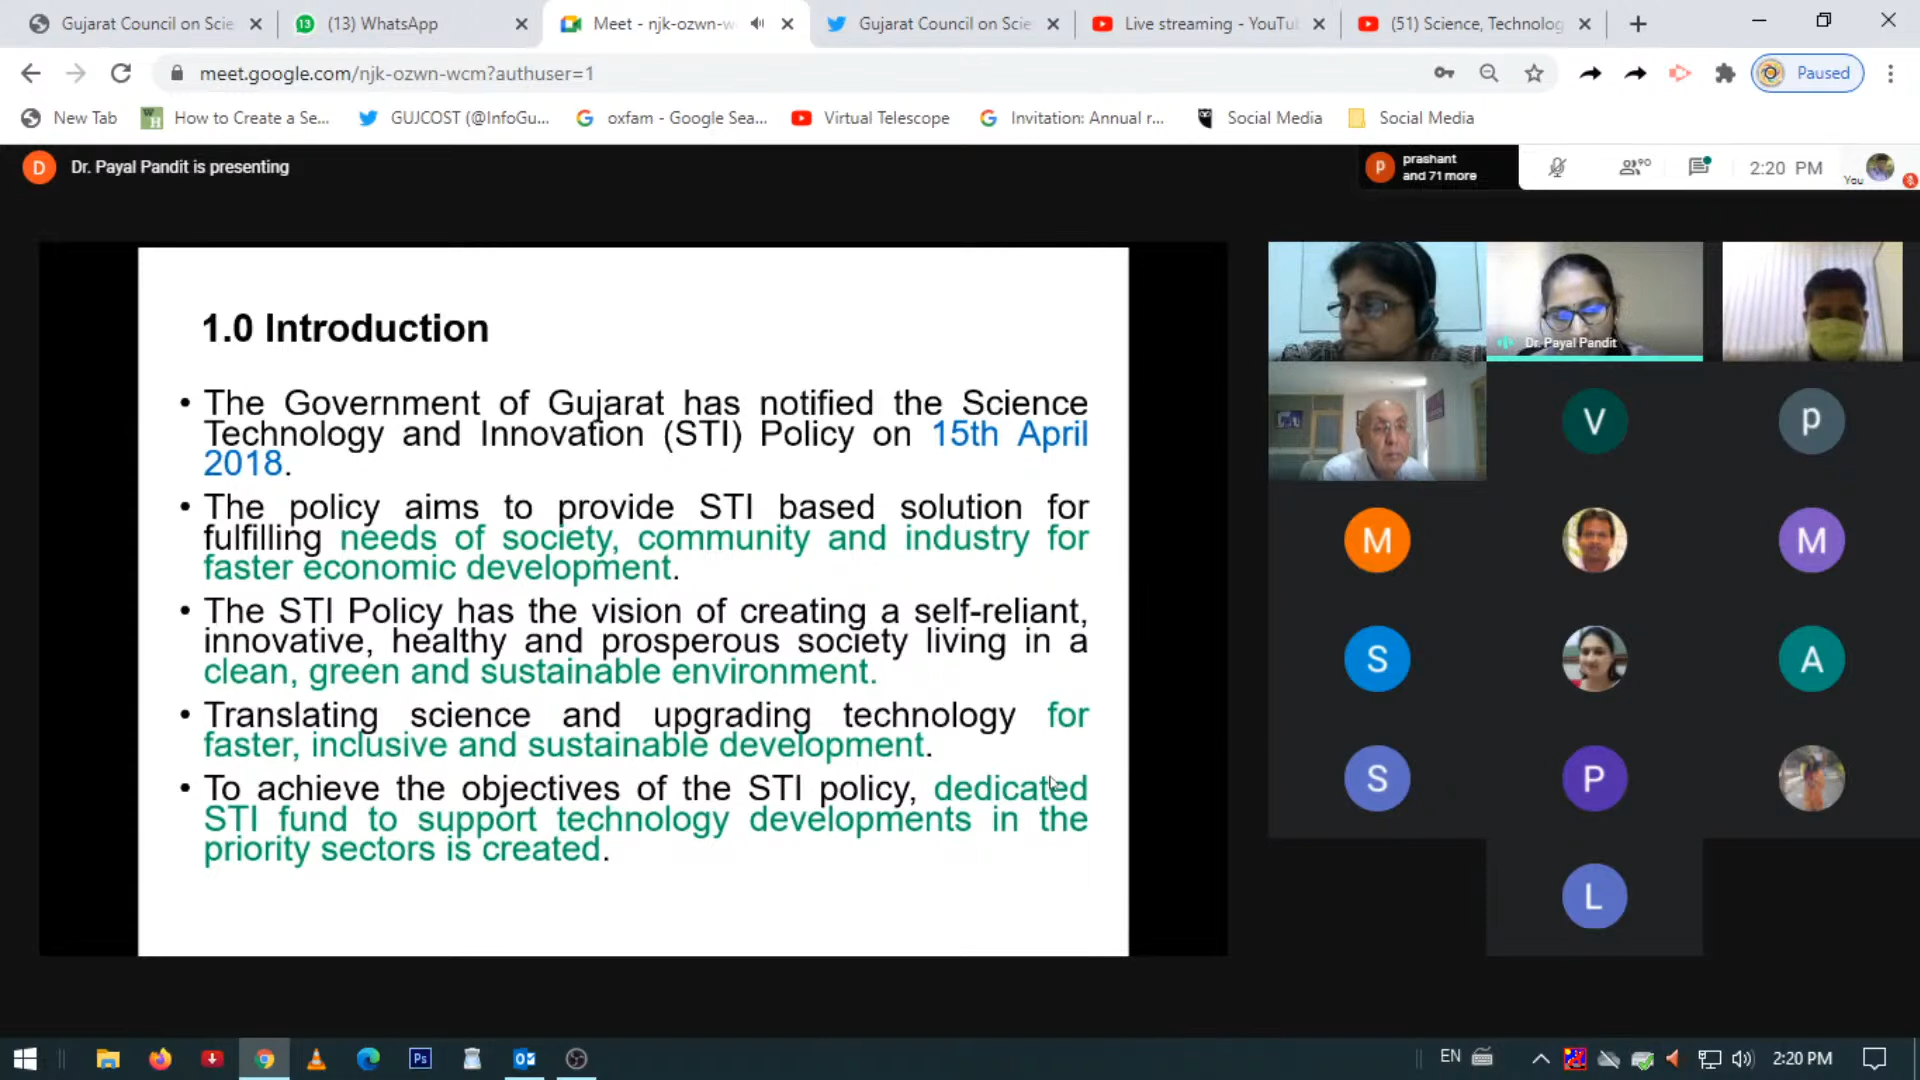 Gujarat Council on Scie
(13) WhatsApp
Meet - njk-ozwn-w
Gujarat Council on Scie
Live streaming - YouTu
(51) Science, Technolog
meet.google.com/njk-ozwn-wcm?authuser=1
Paused
New Tab
How to Create a Se...
GUJCOST (@InfoGu...
oxfam - Google Sea...
Virtual Telescope
Invitation: Annual r...
Social Media
Social Media
D
Dr. Payal Pandit is presenting
P
prashant
and 71 more
90
2:20 PM
You
1.0 Introduction
• The Government of Gujarat has notified the Science
Technology and Innovation (STI) Policy on 15th April
2018.
• The policy aims to provide STI based solution for
fulfilling needs of society, community and industry for
faster economic development.
• The STI Policy has the vision of creating a self-reliant,
innovative, healthy and prosperous society living in a
clean, green and sustainable environment.
• Translating science and upgrading technology for
faster, inclusive and sustainable development.
• To achieve the objectives of the STI policy, dedicated
STI fund to support technology developments in the
priority sectors is created.
Dr. Payal Pandit
V
P
M
M
S
A
S
P
L
Ps
EN
2:20 PM